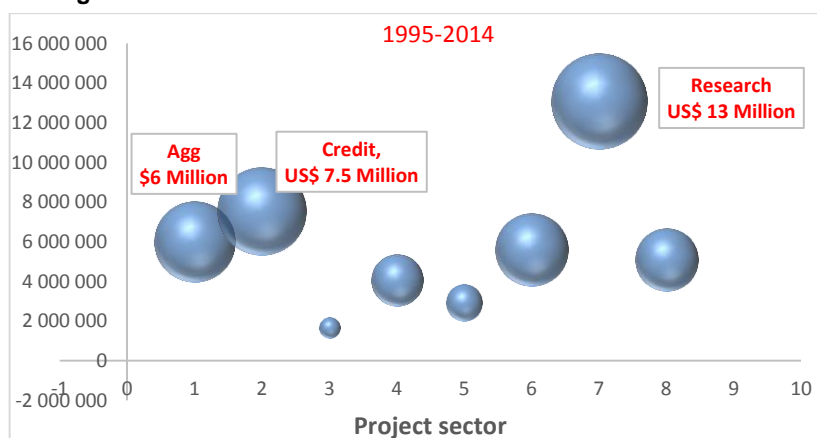 1995-2014
16 000 000
14 000 000
12 000 000
10 000 000
8 000 000
6 000 000
4 000 000
2 000 000
0
-2 000 000
Agg
$6 Million
Credit,
US$ 7.5 Million
Research
US$ 13 Million
-1 0 1 2 3 4 5 6 7 8 9 10
Project sector